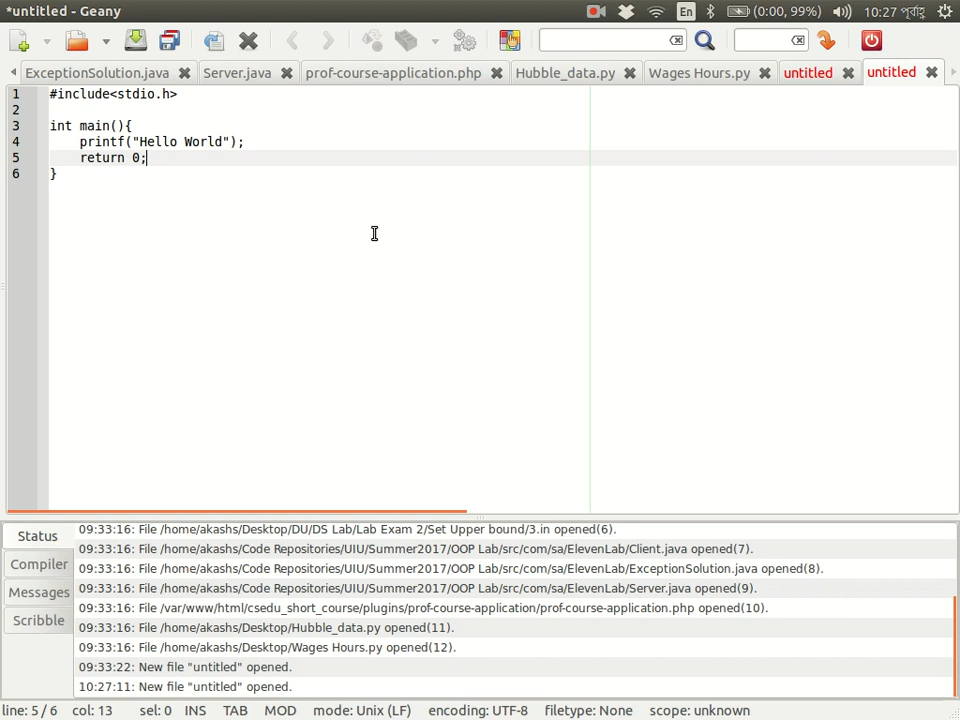 *untitled - Geany
En (0:00, 99%) 10:27 পূর্বাহ্ণ
ExceptionSolution.java Server.java prof-course-application.php Hubble_data.py Wages Hours.py untitled untitled
1 #include<stdio.h>
2
3 int main(){
4 printf("Hello World");
5 return 0;
6 }
Status
Compiler
Messages
Scribble
09:33:16: File /home/akashs/Desktop/DU/DS Lab/Lab Exam 2/Set Upper bound/3.in opened(6).
09:33:16: File /home/akashs/Code Repositories/UIU/Summer2017/OOP Lab/src/com/sa/ElevenLab/Client.java opened(7).
09:33:16: File /home/akashs/Code Repositories/UIU/Summer2017/OOP Lab/src/com/sa/ElevenLab/ExceptionSolution.java opened(8).
09:33:16: File /home/akashs/Code Repositories/UIU/Summer2017/OOP Lab/src/com/sa/ElevenLab/Server.java opened(9).
09:33:16: File /var/www/html/csedu_short_course/plugins/prof-course-application/prof-course-application.php opened(10).
09:33:16: File /home/akashs/Desktop/Hubble_data.py opened(11).
09:33:16: File /home/akashs/Desktop/Wages Hours.py opened(12).
09:33:22: New file "untitled" opened.
10:27:11: New file "untitled" opened.
line: 5 / 6 col: 13 sel: 0 INS TAB MOD mode: Unix (LF) encoding: UTF-8 filetype: None scope: unknown